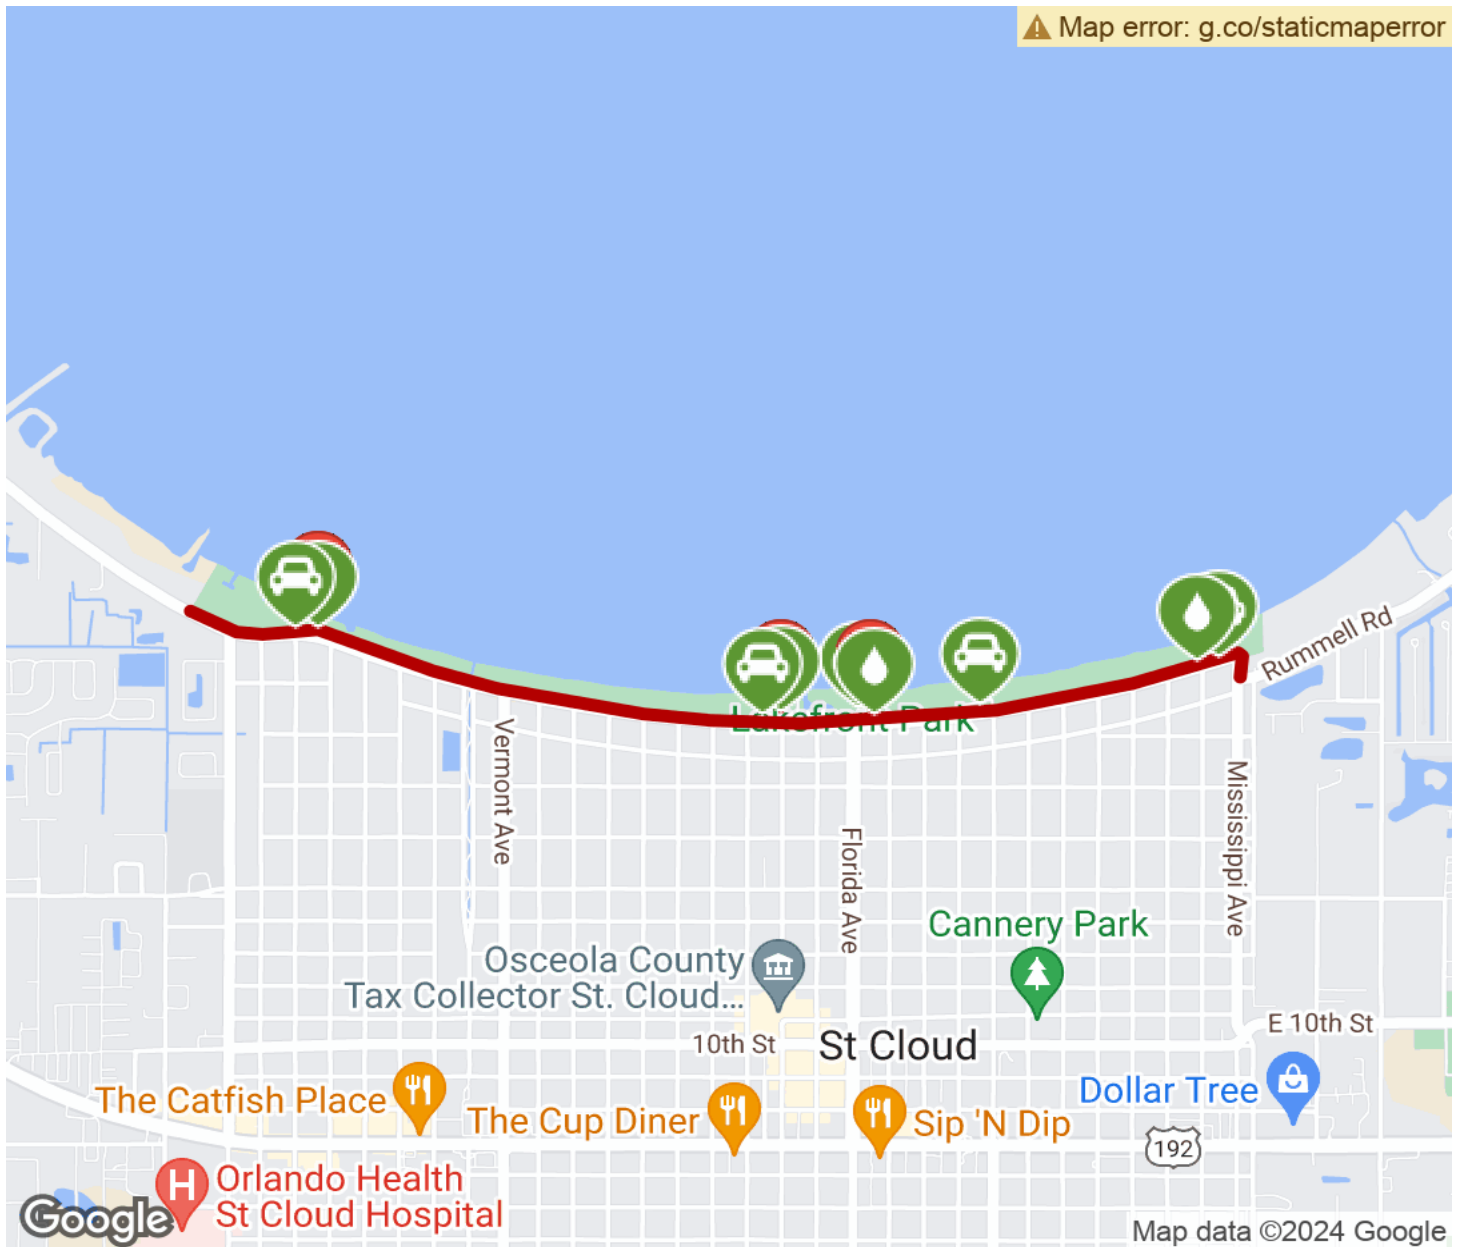 Map error: g.co/staticmaperror
Rummell Rd
Lakefront Park
Vermont Ave
Florida Ave
Mississippi Ave
Cannery Park
Osceola County
Tax Collector St. Cloud...
10th St
St Cloud
E 10th St
The Catfish Place
The Cup Diner
Sip 'N Dip
Dollar Tree
192
H
Orlando Health
St Cloud Hospital
Google
Map data ©2024 Google